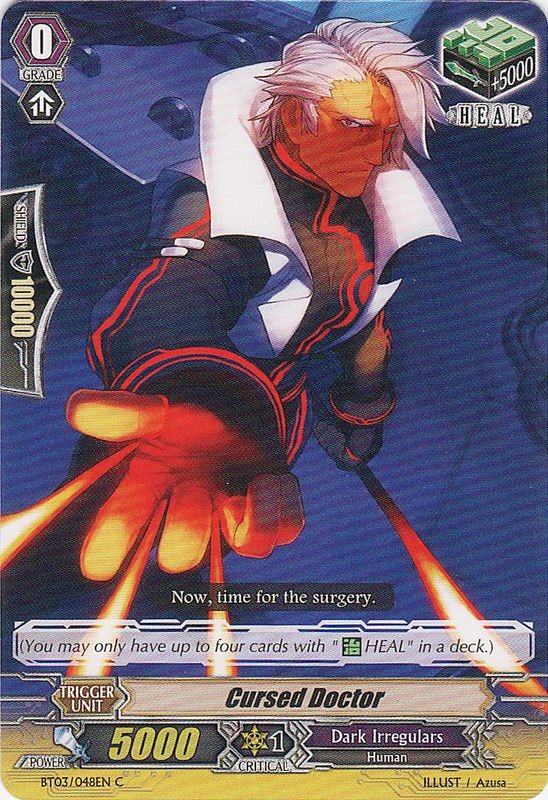 0
GRADE
治
+5000
HEAL
SHIELD 10000
Now, time for the surgery.
(You may only have up to four cards with "治 HEAL" in a deck.)
TRIGGER
UNIT
Cursed Doctor
POWER 5000
1
CRITICAL
Dark Irregulars
Human
BT03/048EN C
ILLUST / Azusa